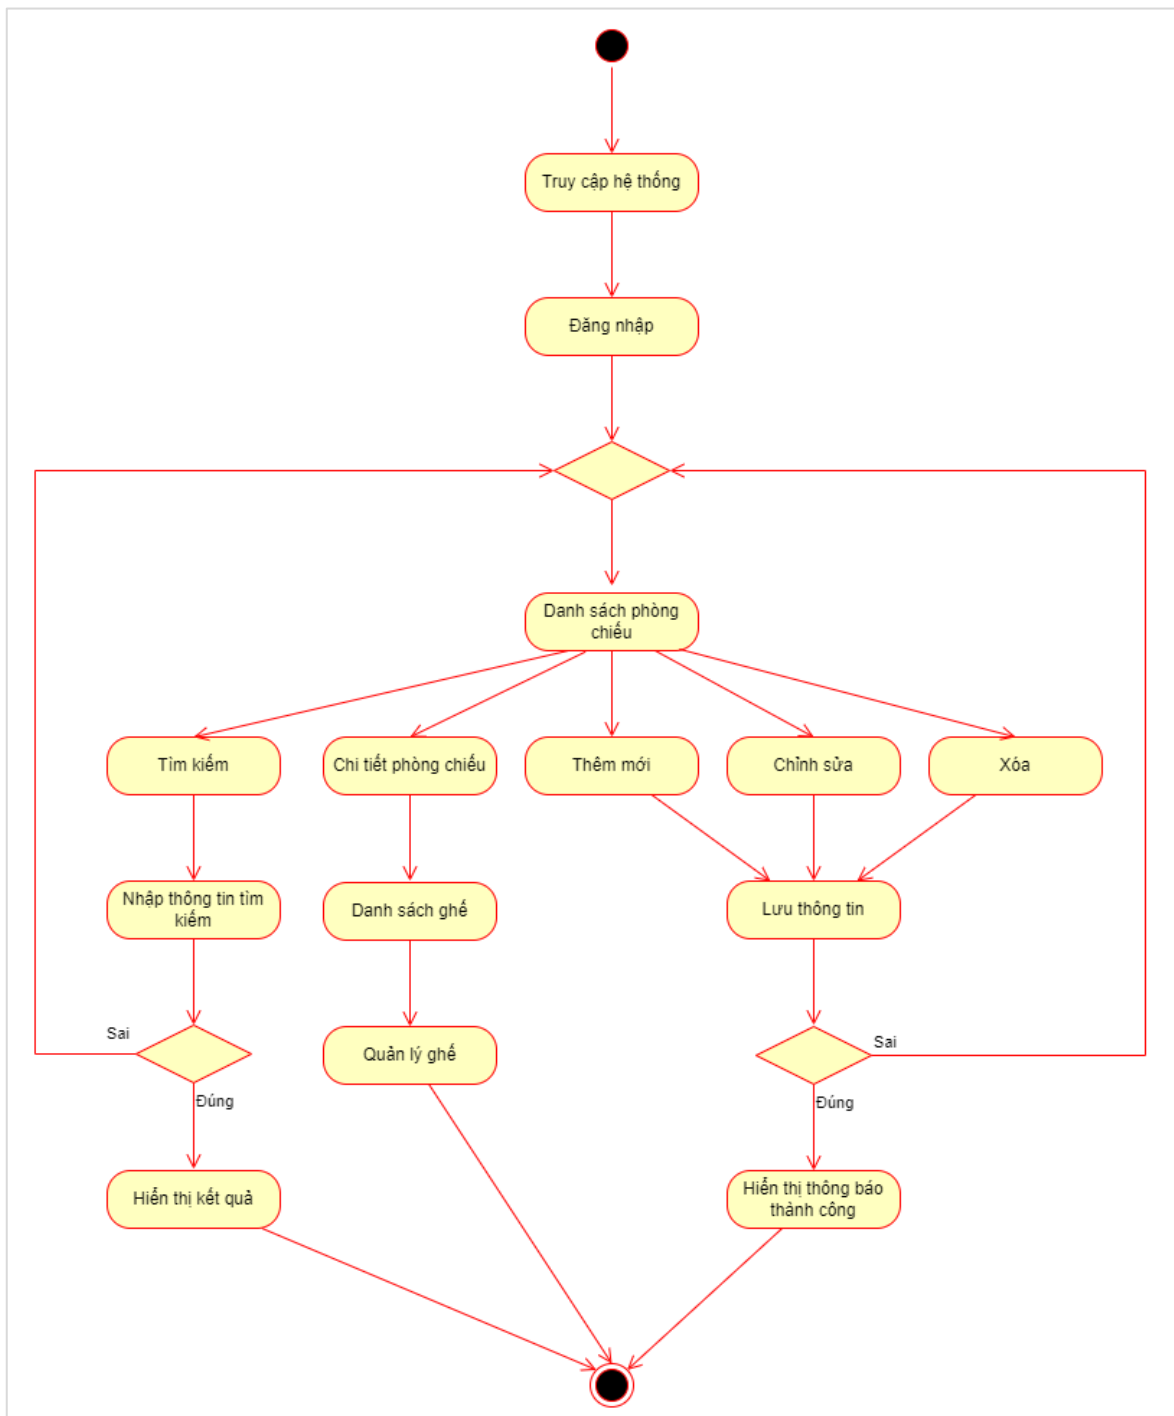 Truy cập hệ thống
Đăng nhập
Danh sách phòng
chiếu
Tìm kiếm
Chi tiết phòng chiếu
Thêm mới
Chỉnh sửa
Xóa
Nhập thông tin tìm
kiếm
Danh sách ghế
Lưu thông tin
Sai
Quản lý ghế
Sai
Đúng
Đúng
Hiển thị kết quả
Hiển thị thông báo
thành công